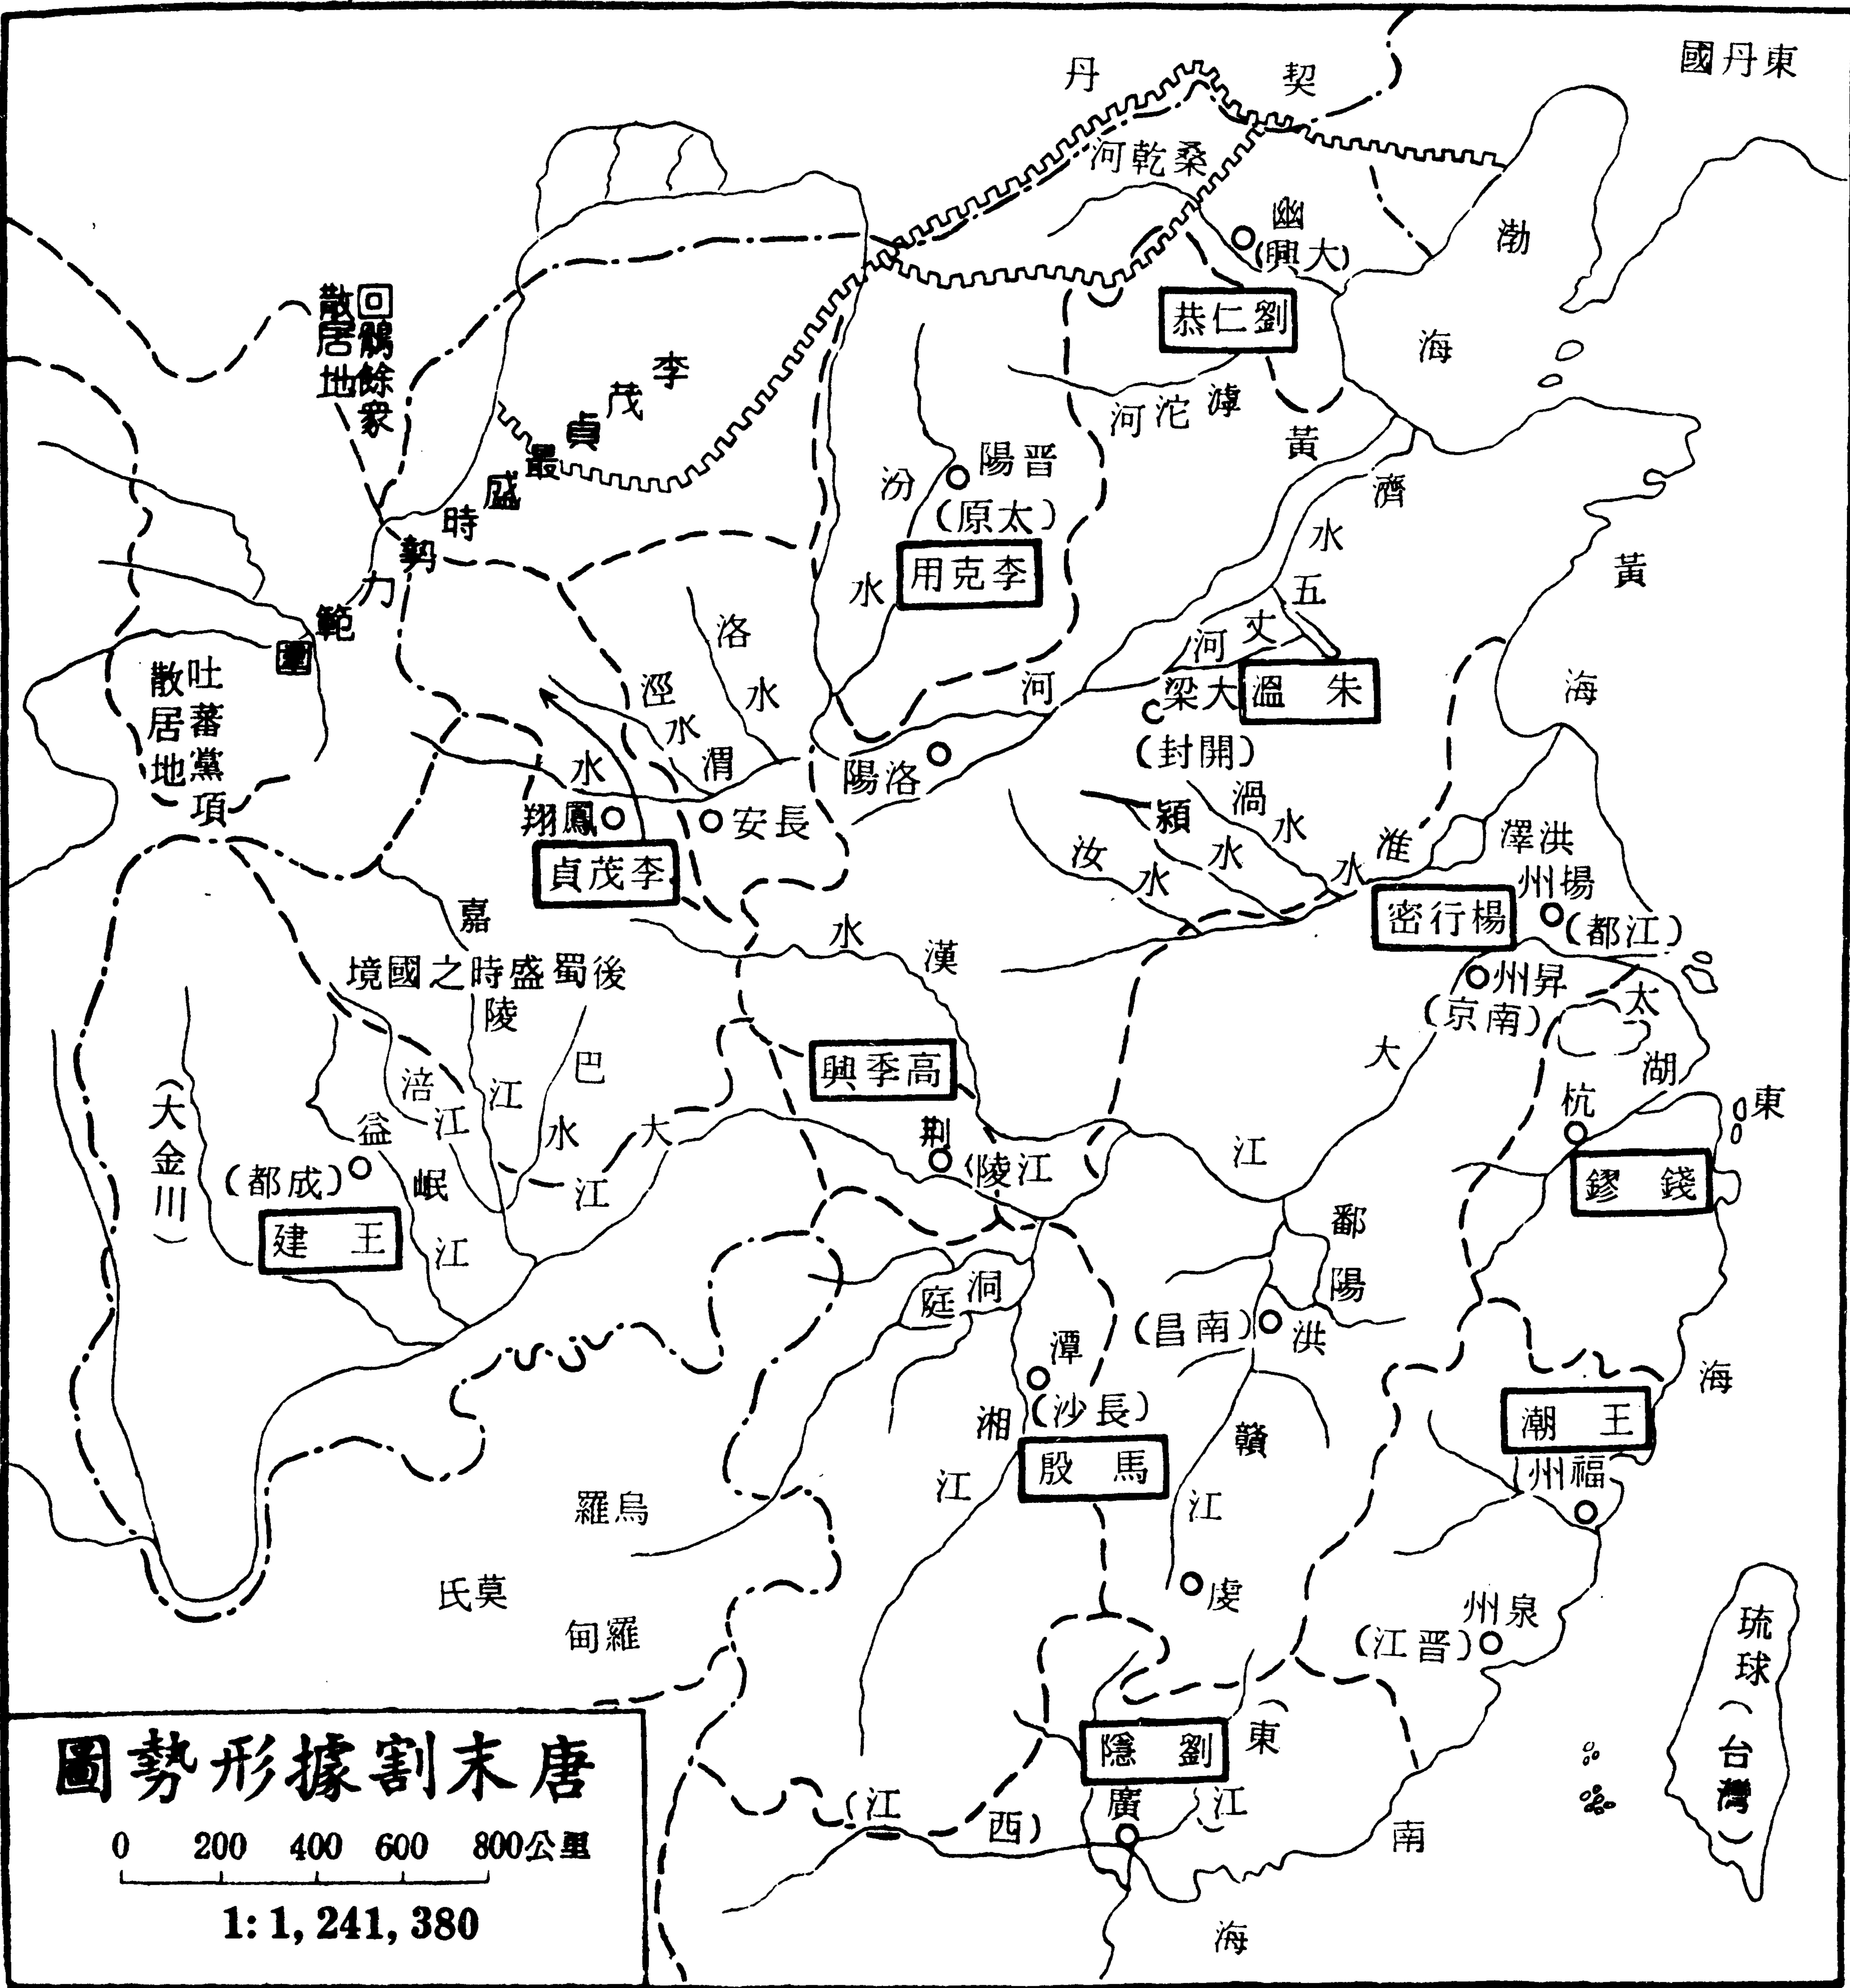 東丹國
契丹
桑乾河
幽
(大興)
渤海
劉仁恭
滹沱河
回鶻餘衆
散居地
李茂貞最盛時勢力範圍
晋陽
(太原)
李克用
汾水
黃河
濟水
五丈河
黃海
朱溫
大梁
(開封)
洛水
涇水
渭水
洛陽
吐蕃黨項
散居地
鳳翔
長安
李茂貞
潁水
渦水
汝水
淮水
洪澤
揚州
(江都)
楊行密
昇州
(南京)
太湖
漢水
嘉陵江
後蜀盛時之國境
巴水
涪江
大江
高季興
荆
(江陵)
大江
杭
東海
錢鏐
(大金川)
益
(成都)
岷江
王建
鄱陽
洞庭
洪
(南昌)
潭
(長沙)
湘江
馬殷
贛江
王潮
福州
烏羅
莫氏
羅甸
虔
泉州
(晋江)
琉球(台灣)
劉隱
(東江)
廣
(西江)
南海
唐末割據形勢圖
0 200 400 600 800公里
1: 1, 241, 380